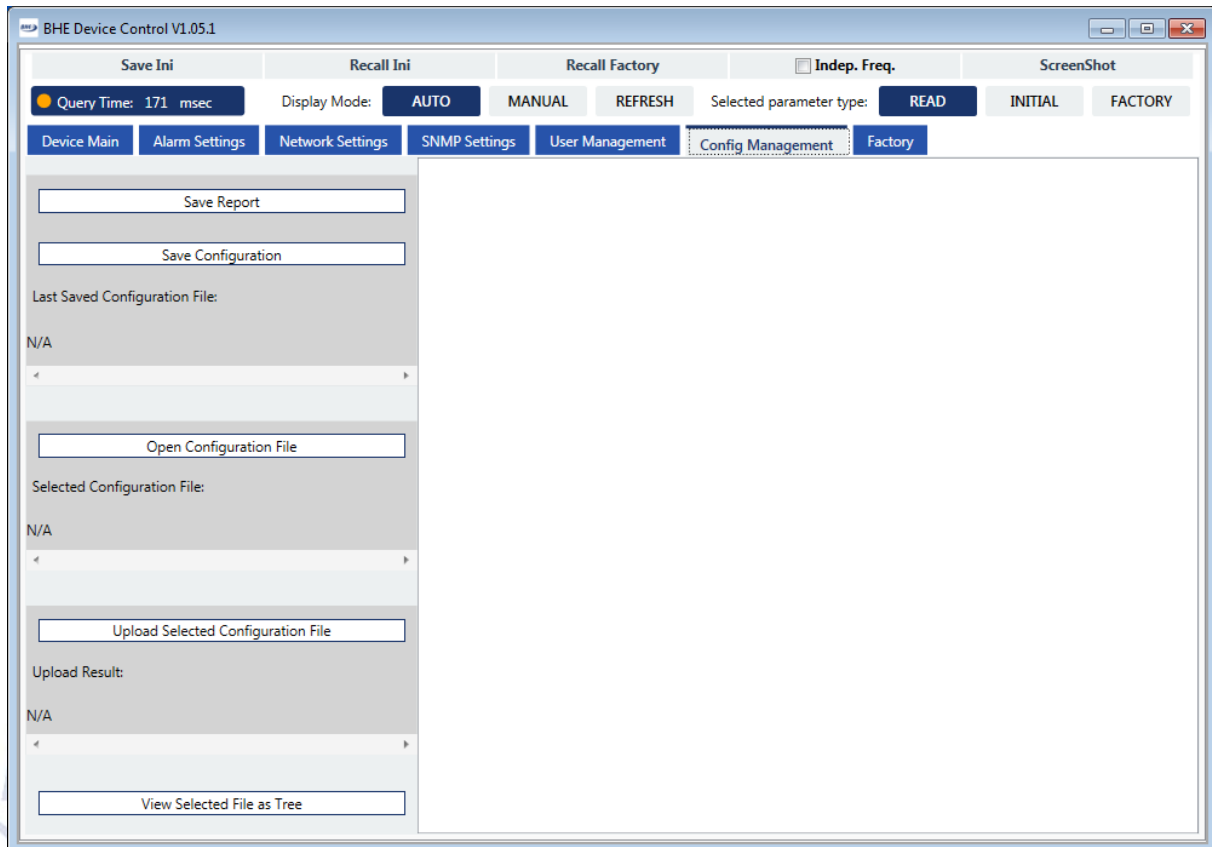 BHE Device Control V1.05.1
Save Ini Recall Ini Recall Factory Indep. Freq. ScreenShot
Query Time: 171 msec Display Mode: AUTO MANUAL REFRESH Selected parameter type: READ INITIAL FACTORY
Device Main Alarm Settings Network Settings SNMP Settings User Management Config Management Factory
Save Report
Save Configuration
Last Saved Configuration File:
N/A
Open Configuration File
Selected Configuration File:
N/A
Upload Selected Configuration File
Upload Result:
N/A
View Selected File as Tree